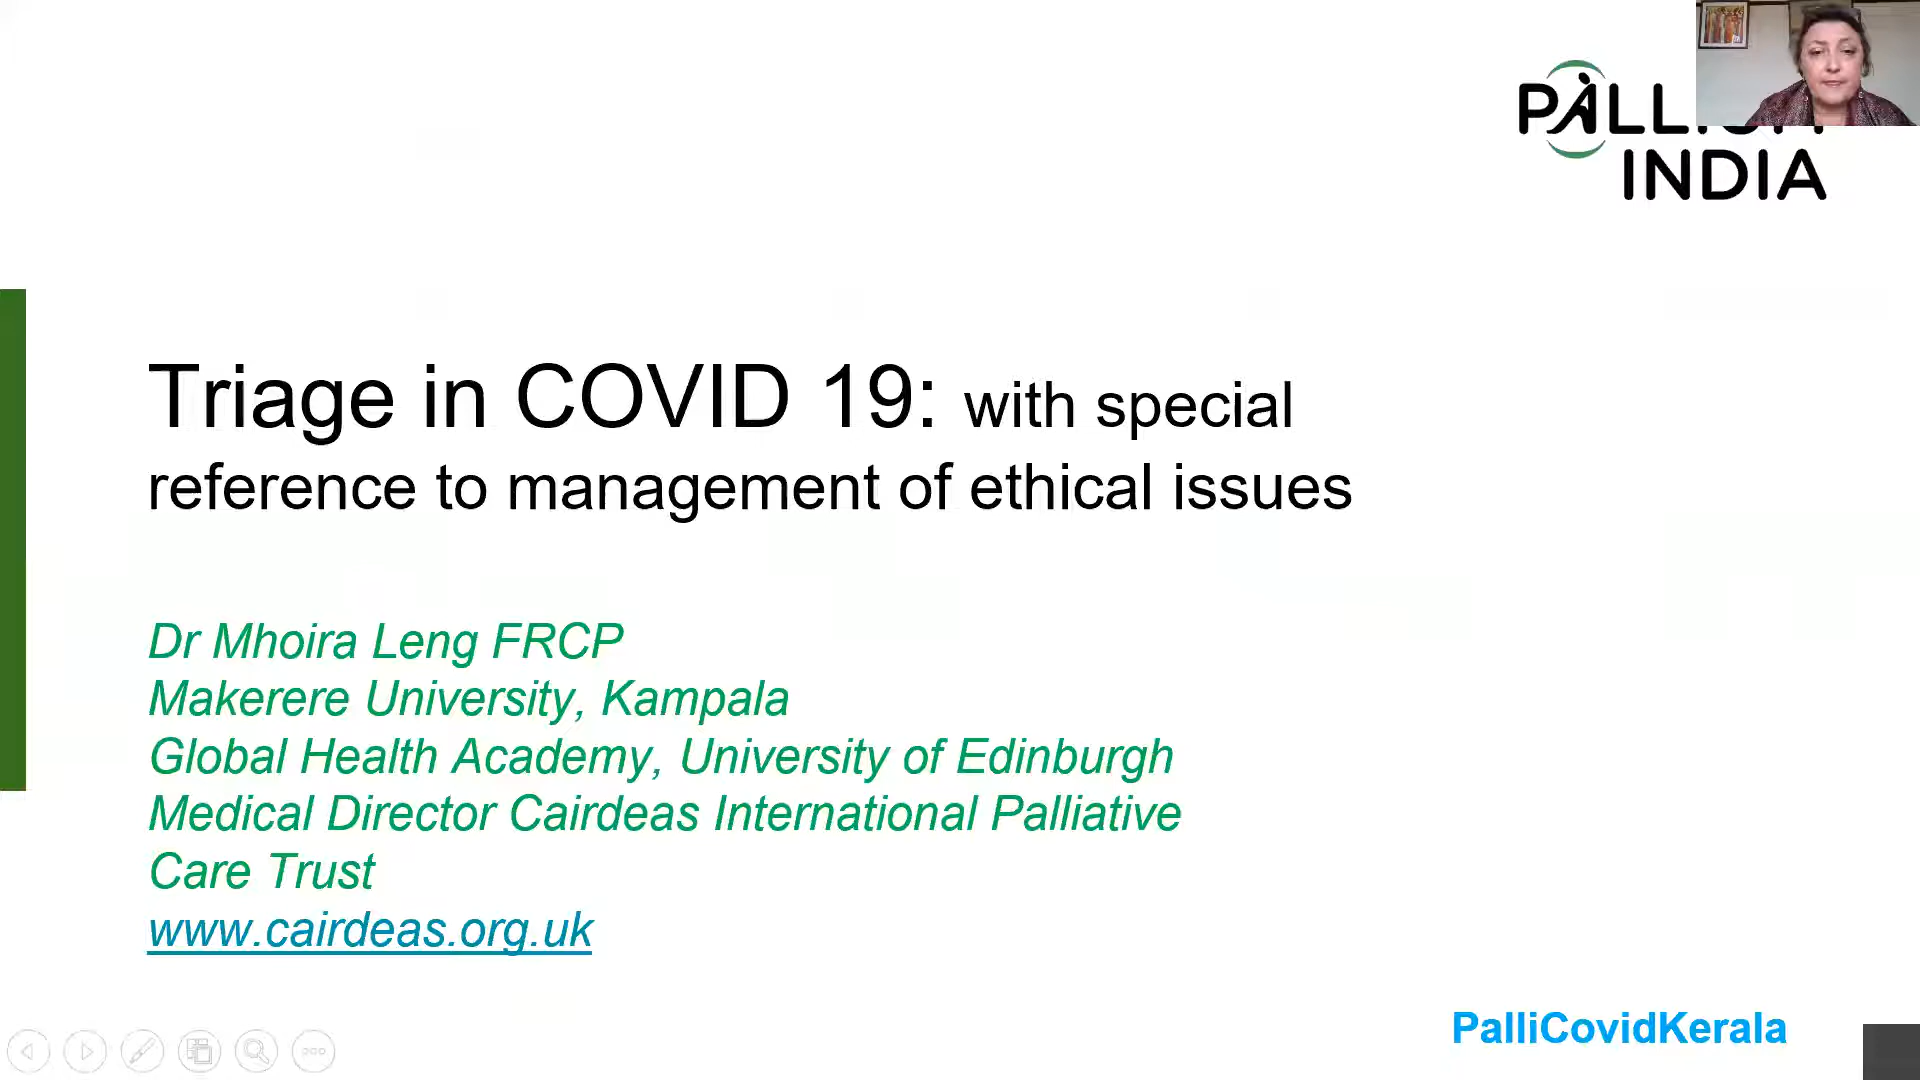 INDIA
Triage in COVID 19: with special
reference to management of ethical issues
Dr Mhoira Leng FRCP
Makerere University, Kampala
Global Health Academy, University of Edinburgh
Medical Director Cairdeas International Palliative
Care Trust
www.cairdeas.org.uk
PalliCovidKerala